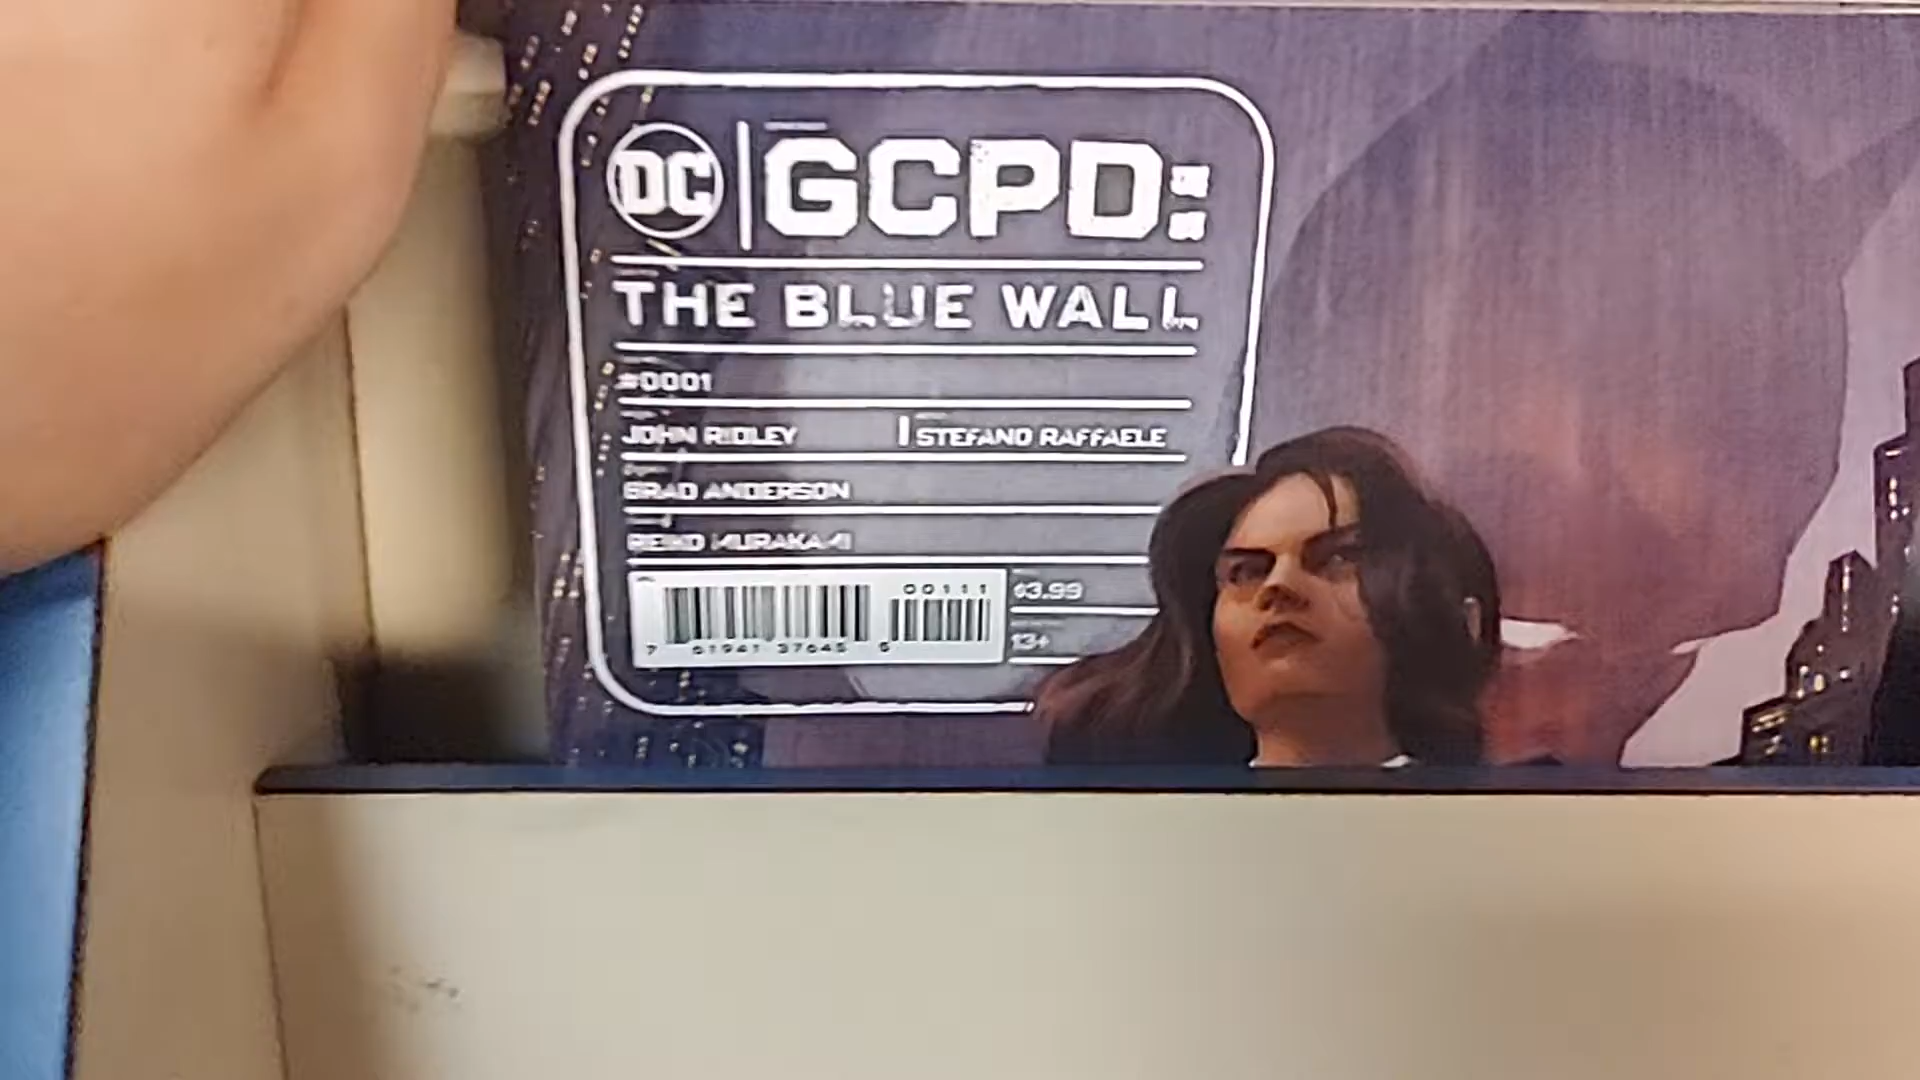 DC GCPD:
THE BLUE WALL
#0001
JOHN RIDLEY STEFANO RAFFAELE
BRAD ANDERSON
REIKO MURAKAMI
00111
$3.99
7 61941 37645 5
13+